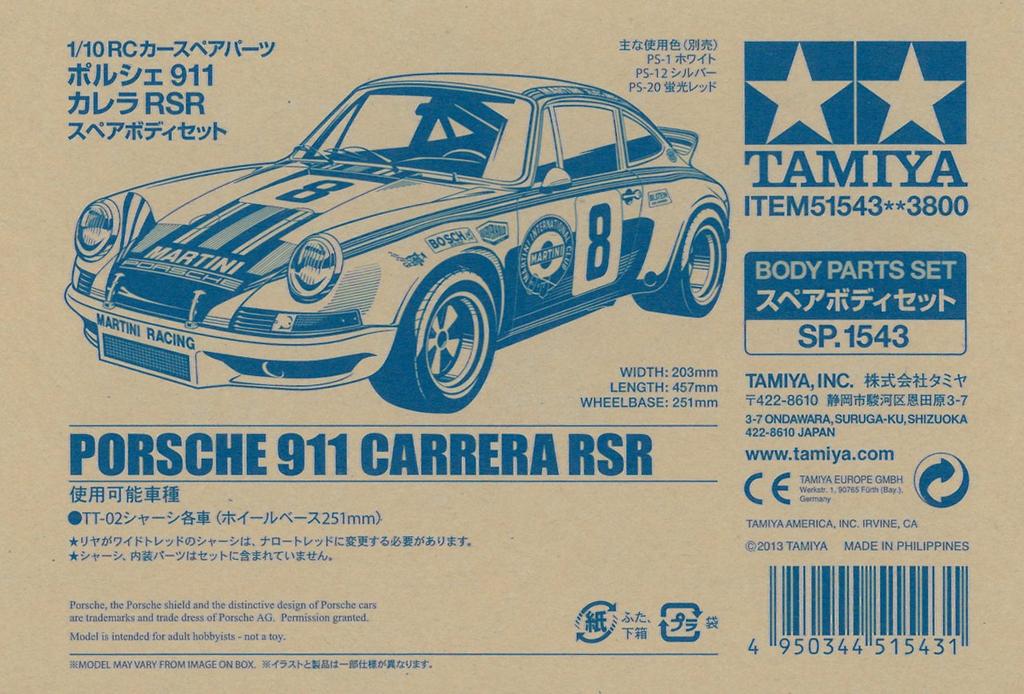 1/10 RCカースペアパーツ
ポルシェ 911
カレラ RSR
スペアボディセット
主な使用色(別売)
PS-1 ホワイト
PS-12 シルバー
PS-20 蛍光レッド
8
MARTINI
PORSCHE
MARTINI RACING
BOSCH
MARTINI INTERNATIONAL CLUB
MARTINI
8
BILSTEIN
WIDTH: 203mm
LENGTH: 457mm
WHEELBASE: 251mm
PORSCHE 911 CARRERA RSR
使用可能車種
●TT-02シャーシ各車 (ホイールベース251mm)
★リヤがワイドトレッドのシャーシは、ナロートレッドに変更する必要があります。
★シャーシ、内装パーツはセットに含まれていません。
Porsche, the Porsche shield and the distinctive design of Porsche cars
are trademarks and trade dress of Porsche AG. Permission granted.
Model is intended for adult hobbyists - not a toy.
紙 ふた、
下箱
プラ 袋
※MODEL MAY VARY FROM IMAGE ON BOX. ※イラストと製品は一部仕様が異なります。
TAMIYA
ITEM51543**3800
BODY PARTS SET
スペアボディセット
SP.1543
TAMIYA, INC. 株式会社タミヤ
〒422-8610 静岡市駿河区恩田原3-7
3-7 ONDAWARA, SURUGA-KU, SHIZUOKA
422-8610 JAPAN
www.tamiya.com
CE
TAMIYA EUROPE GMBH
Werkstr. 1, 90765 Fürth (Bay.),
Germany
TAMIYA AMERICA, INC. IRVINE, CA
©2013 TAMIYA MADE IN PHILIPPINES
4 950344 515431